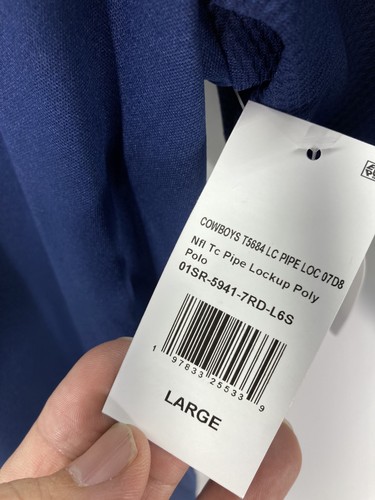 COWBOYS T5684 LC PIPE LOC 07D8
Nfl Tc Pipe Lockup Poly
Polo
01SR-5941-7RD-L6S
1 97833 25533 9
LARGE